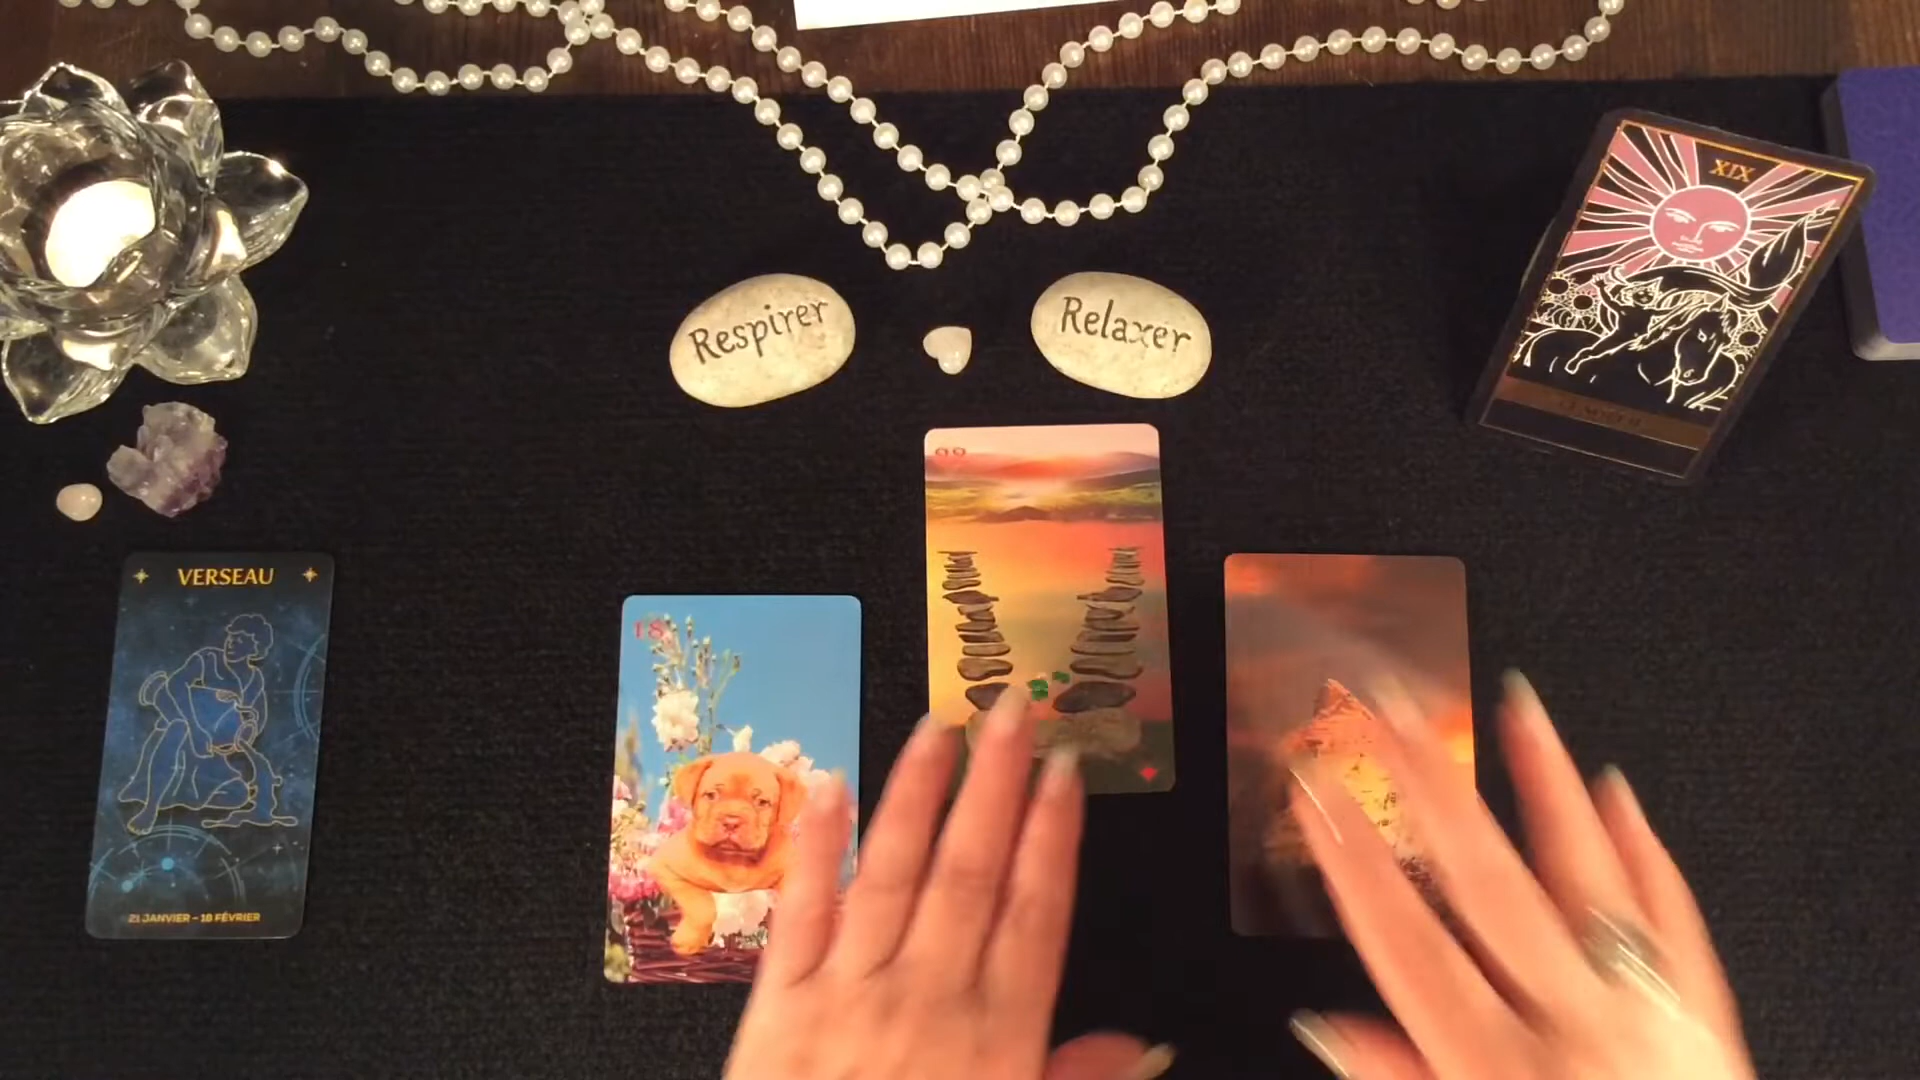 XIX
Respirer
Relaxer
VERSEAU
18
21 JANVIER – 18 FÉVRIER